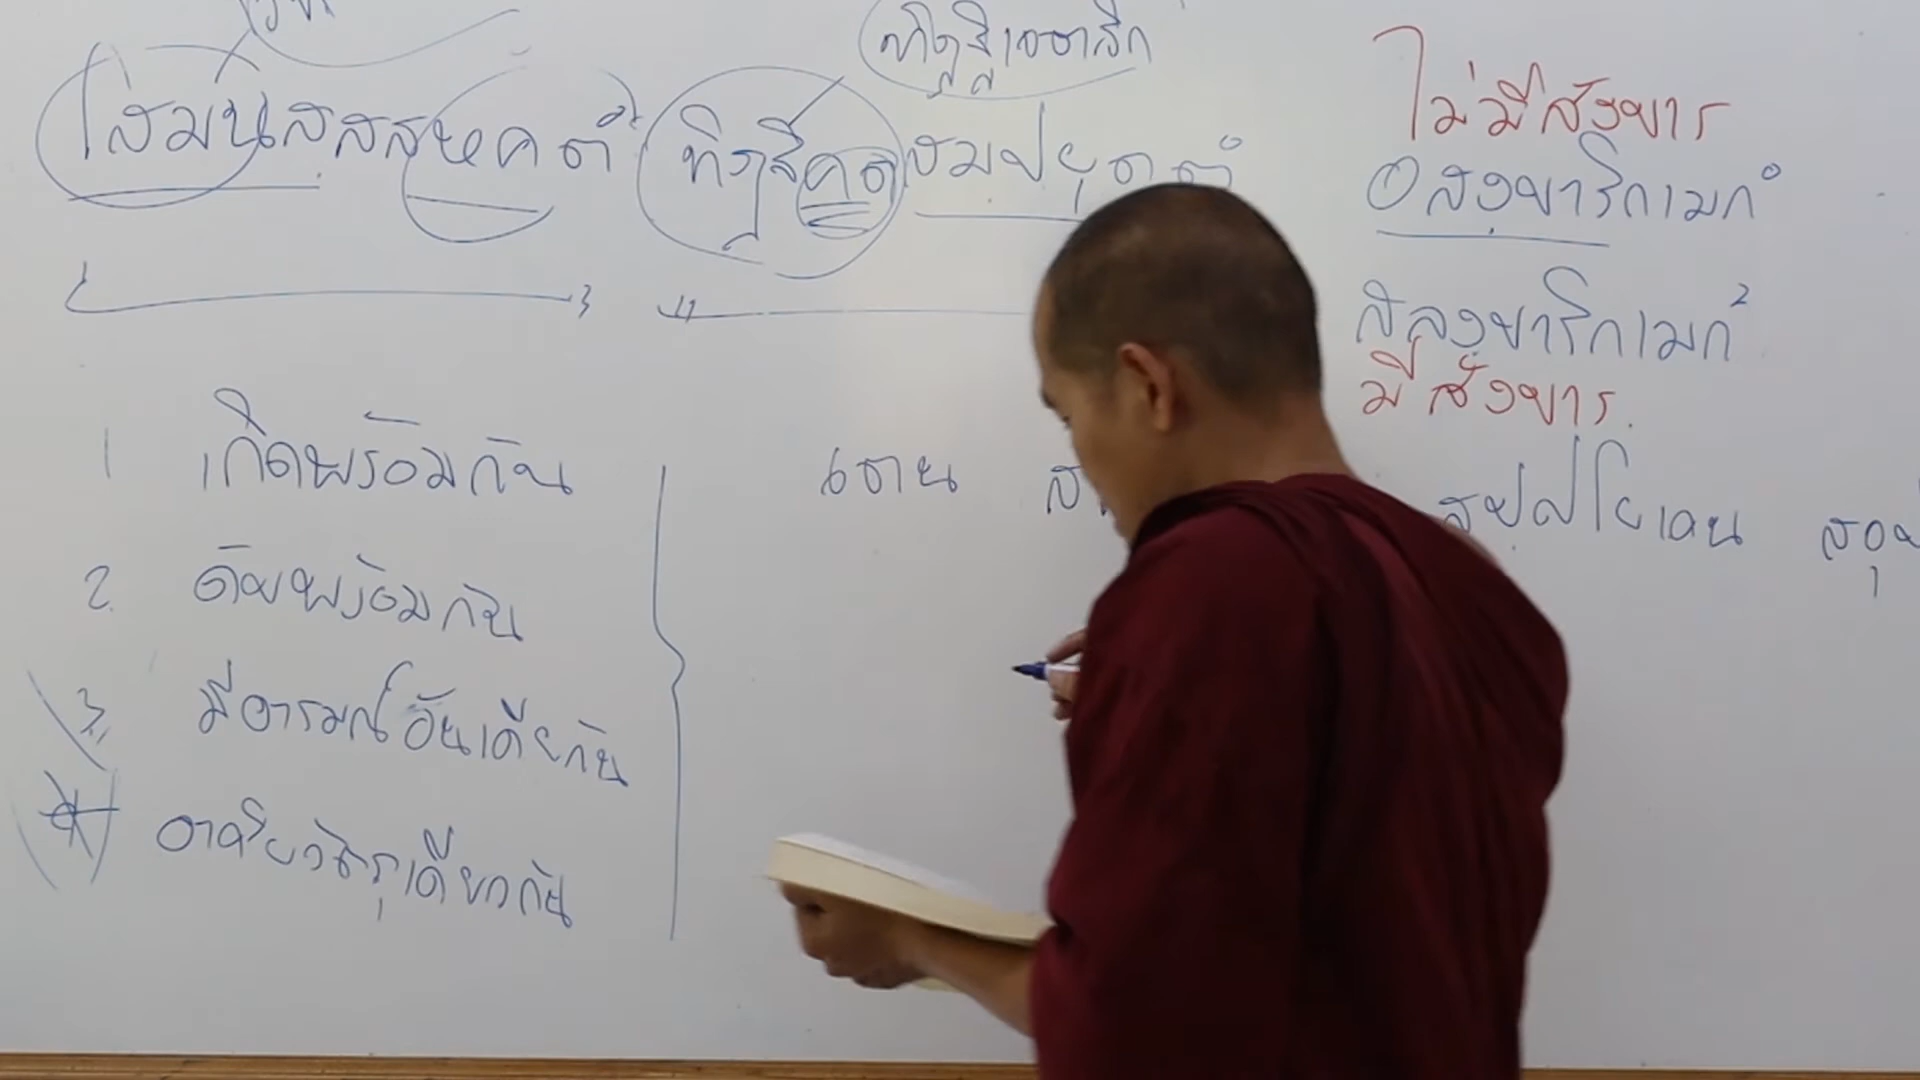 ทิฏฺฐิเจตสิก
โสมนสฺสสหคตํ ทิฏฺฐิคตสมฺปยุตฺตํ
ไม่มีสังขาร
อสงฺขาริกเมกํ
สสงฺขาริกเมกํ ๒
มีสังขาร
1 เกิดพร้อมกัน
2 ดับพร้อมกัน
3 มีอารมณ์อันเดียวกัน
4 อาศัยวัตถุเดียวกัน